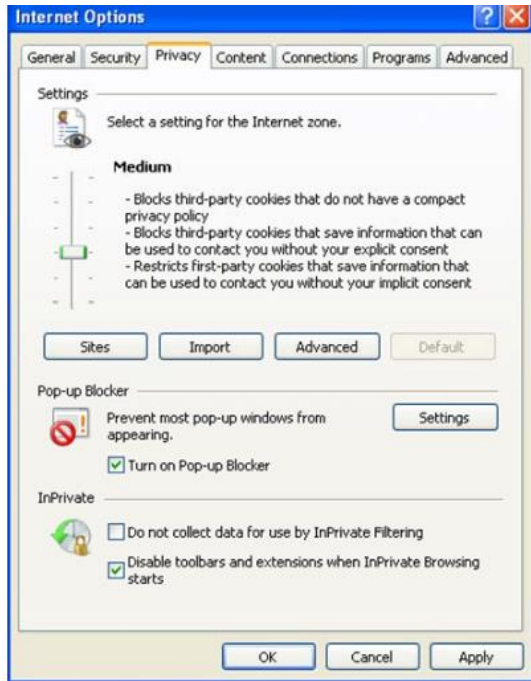 Internet Options
General Security Privacy Content Connections Programs Advanced
Settings
Select a setting for the Internet zone.
Medium
- Blocks third-party cookies that do not have a compact
privacy policy
- Blocks third-party cookies that save information that can
be used to contact you without your explicit consent
- Restricts first-party cookies that save information that
can be used to contact you without your implicit consent
Sites Import Advanced Default
Pop-up Blocker
Prevent most pop-up windows from
appearing.
Settings
Turn on Pop-up Blocker
InPrivate
Do not collect data for use by InPrivate Filtering
Disable toolbars and extensions when InPrivate Browsing
starts
OK Cancel Apply